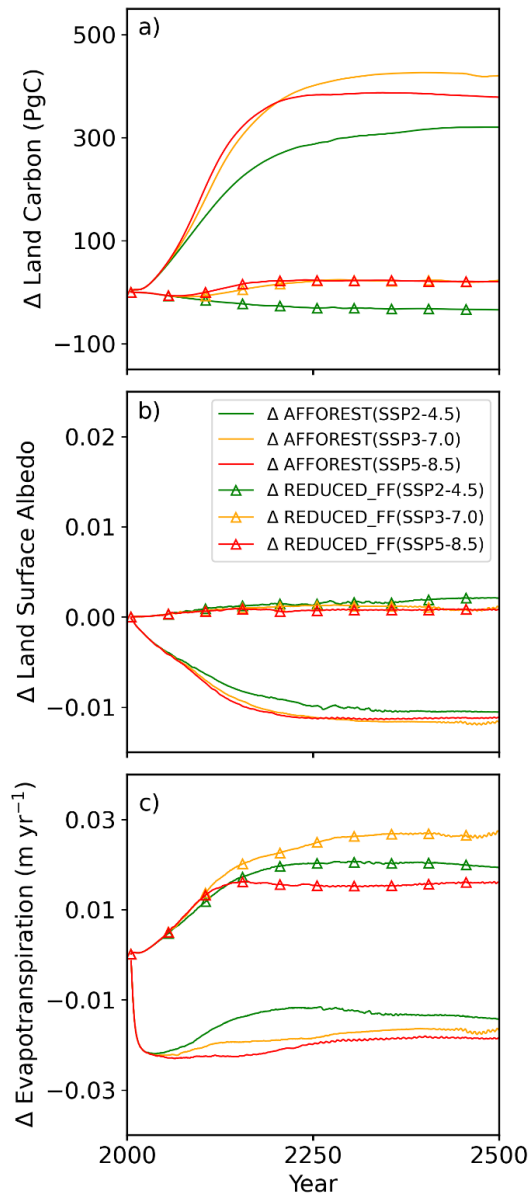 a)
500
300
100
−100
Δ Land Carbon (PgC)
b)
0.02
0.01
0.00
−0.01
Δ Land Surface Albedo
Δ AFFOREST(SSP2-4.5)
Δ AFFOREST(SSP3-7.0)
Δ AFFOREST(SSP5-8.5)
Δ REDUCED_FF(SSP2-4.5)
Δ REDUCED_FF(SSP3-7.0)
Δ REDUCED_FF(SSP5-8.5)
c)
0.03
0.01
−0.01
−0.03
Δ Evapotranspiration (m yr⁻¹)
2000 2250 2500
Year